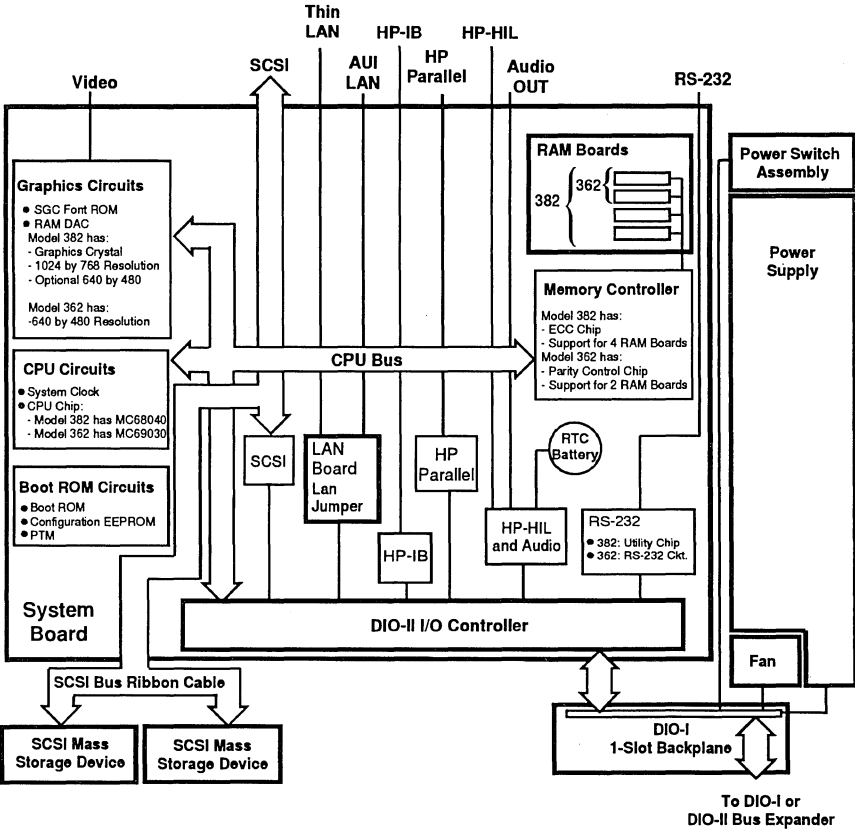 Thin
LAN
HP-IB
HP-HIL
SCSI
AUI
LAN
HP
Parallel
Audio
OUT
RS-232
Video
RAM Boards
382
362
Power Switch
Assembly
Graphics Circuits
● SGC Font ROM
● RAM DAC
Model 382 has:
- Graphics Crystal
- 1024 by 768 Resolution
- Optional 640 by 480
Model 362 has:
-640 by 480 Resolution
Power
Supply
Memory Controller
Model 382 has:
- ECC Chip
- Support for 4 RAM Boards
Model 362 has:
- Parity Control Chip
- Support for 2 RAM Boards
CPU Bus
CPU Circuits
● System Clock
● CPU Chip:
- Model 382 has MC68040
- Model 362 has MC69030
SCSI
LAN
Board
Lan
Jumper
HP
Parallel
RTC
Battery
Boot ROM Circuits
● Boot ROM
● Configuration EEPROM
● PTM
HP-IB
HP-HIL
and Audio
RS-232
● 382: Utility Chip
● 362: RS-232 Ckt.
System
Board
DIO-II I/O Controller
Fan
SCSI Bus Ribbon Cable
SCSI Mass
Storage Device
SCSI Mass
Storage Device
DIO-I
1-Slot Backplane
To DIO-I or
DIO-II Bus Expander